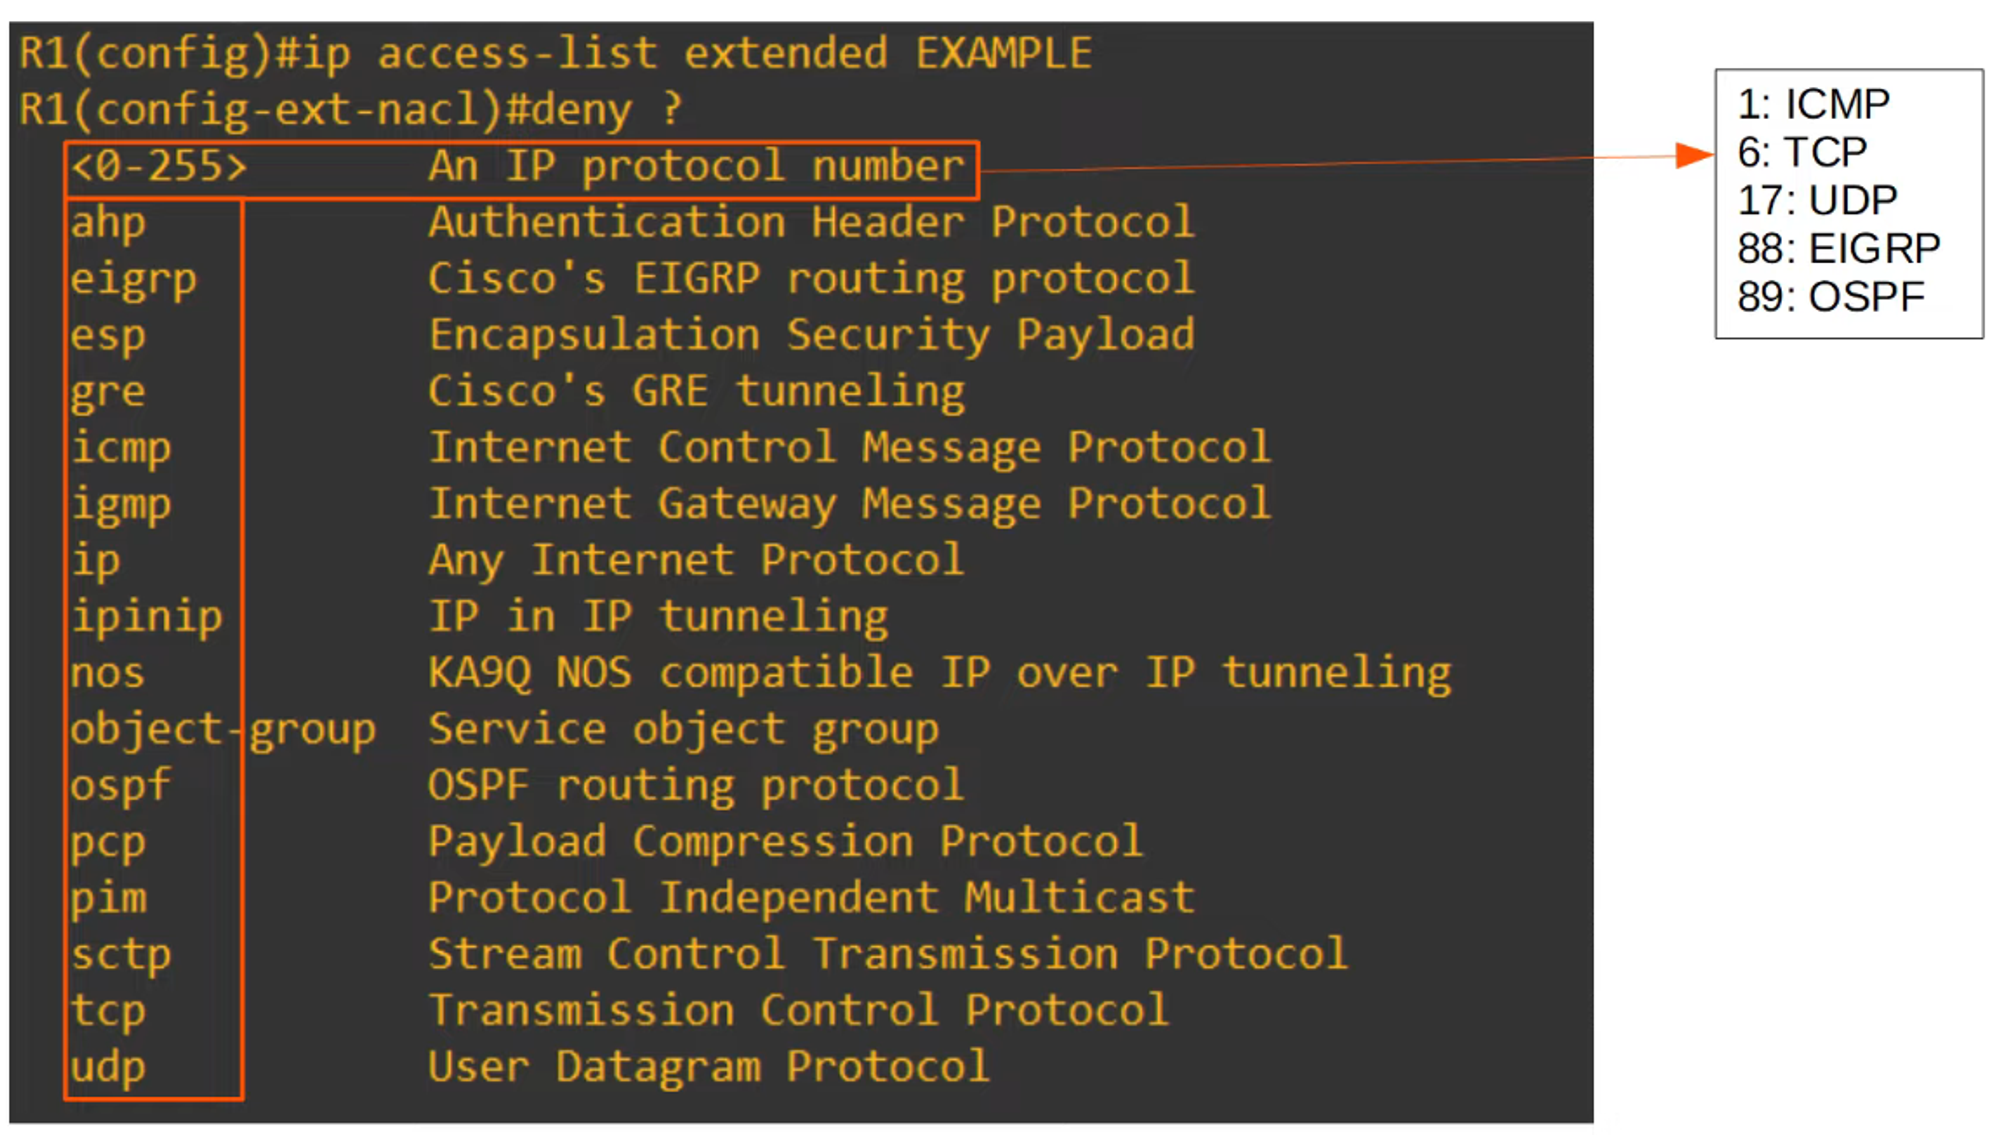 R1(config)#ip access-list extended EXAMPLE
R1(config-ext-nacl)#deny ?
<0-255> An IP protocol number
ahp Authentication Header Protocol
eigrp Cisco's EIGRP routing protocol
esp Encapsulation Security Payload
gre Cisco's GRE tunneling
icmp Internet Control Message Protocol
igmp Internet Gateway Message Protocol
ip Any Internet Protocol
ipinip IP in IP tunneling
nos KA9Q NOS compatible IP over IP tunneling
object-group Service object group
ospf OSPF routing protocol
pcp Payload Compression Protocol
pim Protocol Independent Multicast
sctp Stream Control Transmission Protocol
tcp Transmission Control Protocol
udp User Datagram Protocol
1: ICMP
6: TCP
17: UDP
88: EIGRP
89: OSPF